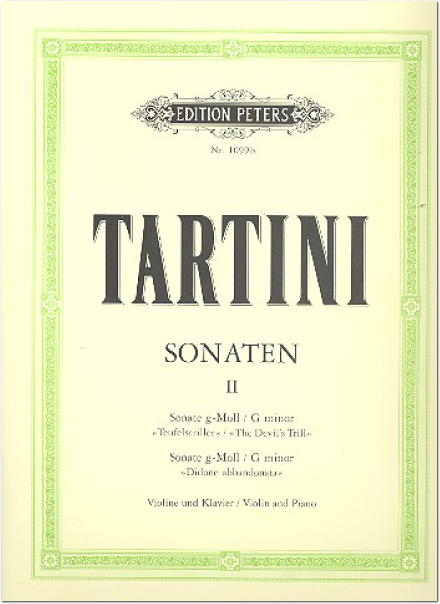 EDITION PETERS
Nr. 1099b
TARTINI
SONATEN
II
Sonate g-Moll / G minor
»Teufelstriller« / »The Devil's Trill«
Sonate g-Moll / G minor
»Didone abbandonata«
Violine und Klavier / Violin and Piano